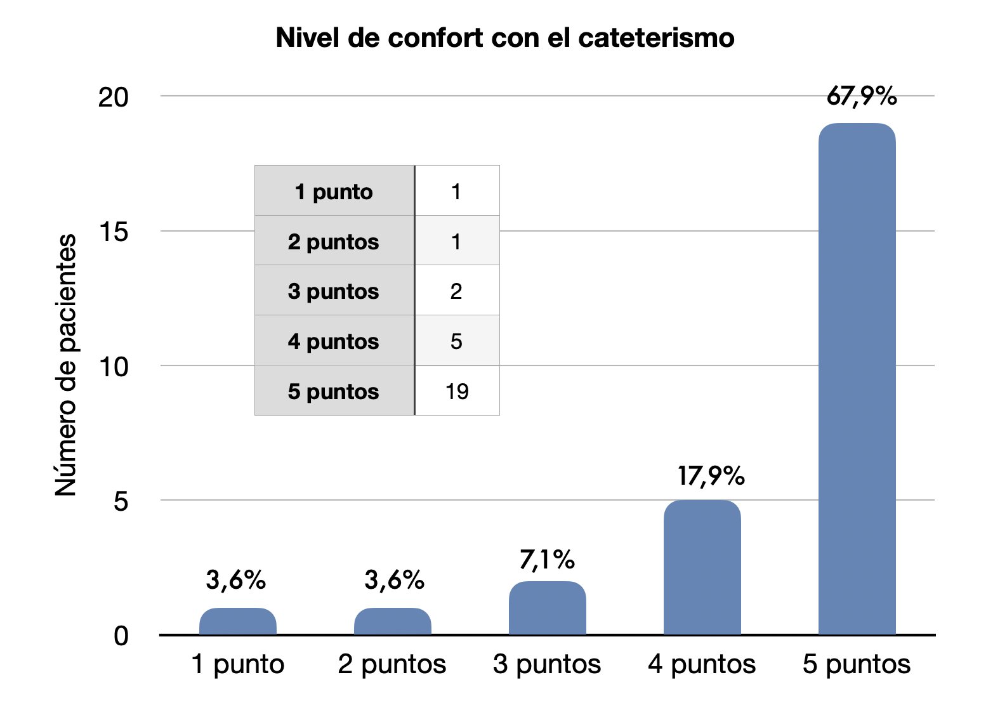 Nivel de confort con el cateterismo
Número de pacientes
20
15
10
5
0
67,9%
17,9%
7,1%
3,6%
3,6%
1 punto 1
2 puntos 1
3 puntos 2
4 puntos 5
5 puntos 19
1 punto 2 puntos 3 puntos 4 puntos 5 puntos